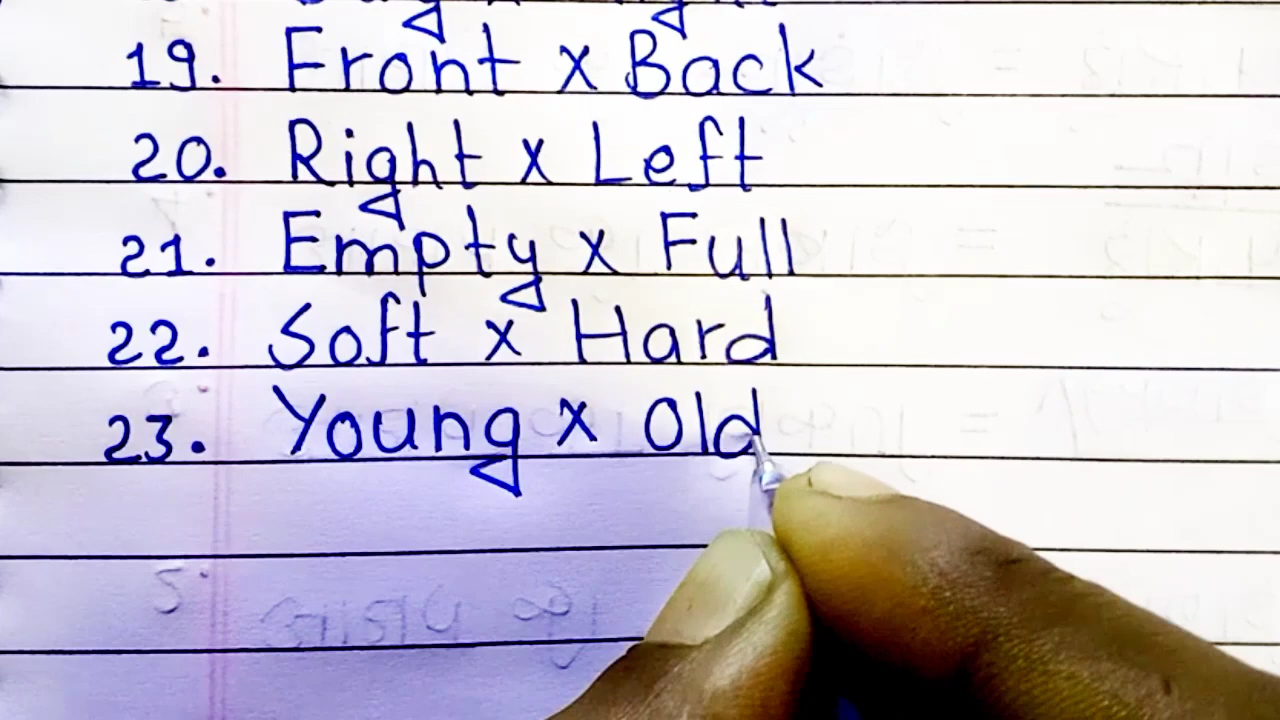 19. Front x Back
20. Right x Left
21. Empty x Full
22. Soft x Hard
23. Young x Old